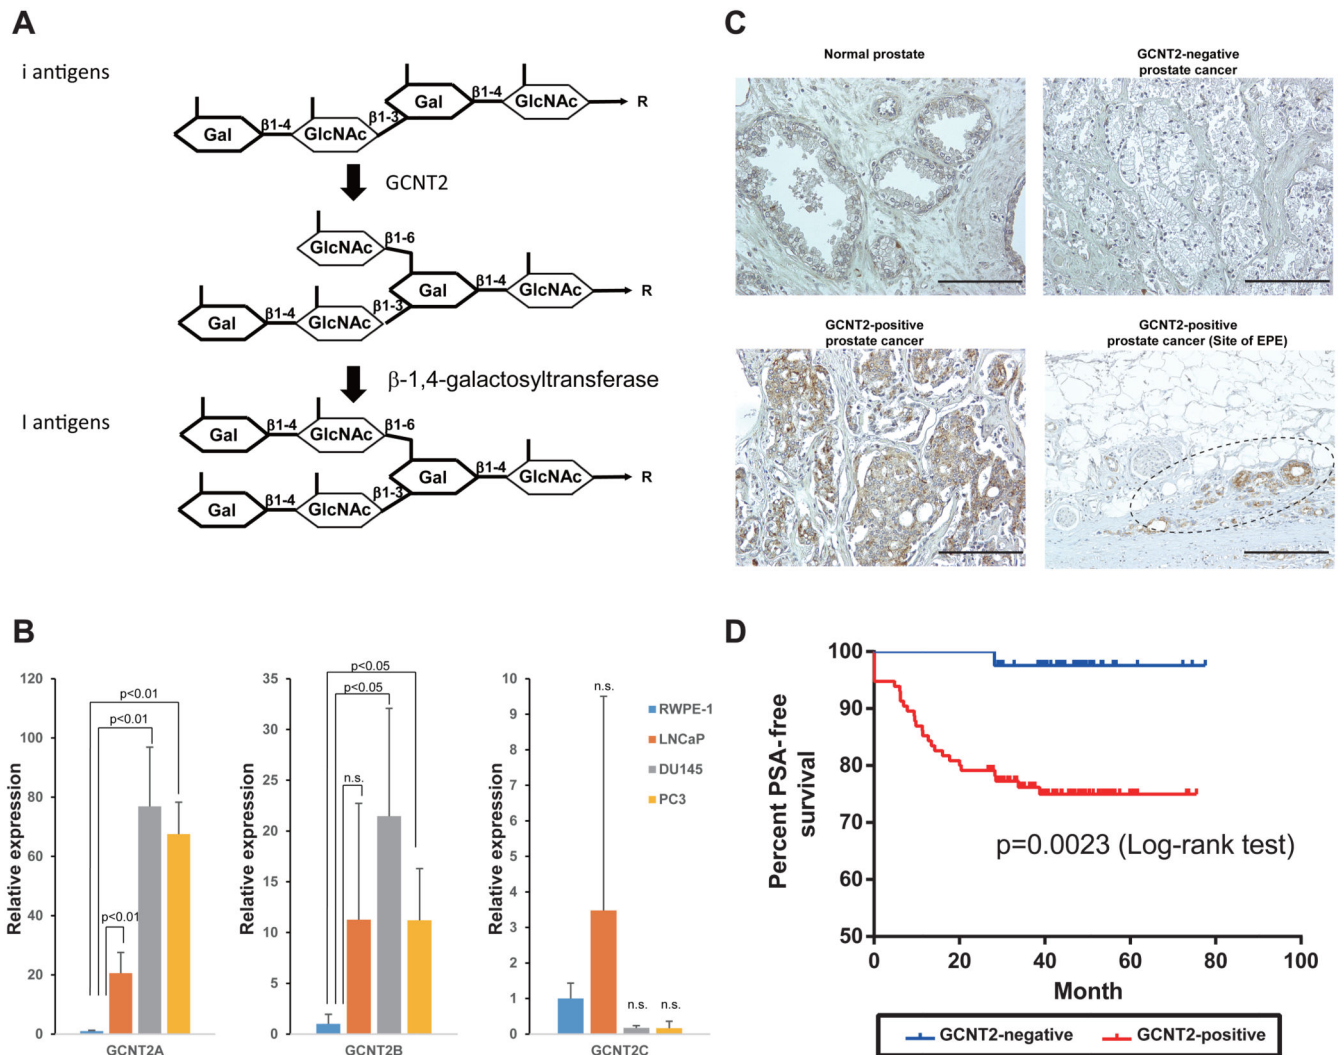 A
i antigens
Gal
β1-4
GlcNAc
β1-3
Gal
β1-4
GlcNAc
R
GCNT2
GlcNAc
β1-6
Gal
β1-4
GlcNAc
β1-3
Gal
β1-4
GlcNAc
R
β-1,4-galactosyltransferase
I antigens
Gal
β1-4
GlcNAc
β1-6
Gal
β1-4
GlcNAc
β1-3
Gal
β1-4
GlcNAc
R
B
Relative expression
120
100
80
60
40
20
0
p<0.01
p<0.01
p<0.01
GCNT2A
Relative expression
35
30
25
20
15
10
5
0
p<0.05
p<0.05
n.s.
GCNT2B
Relative expression
10
9
8
7
6
5
4
3
2
1
0
n.s.
n.s.
n.s.
GCNT2C
RWPE-1
LNCaP
DU145
PC3
C
Normal prostate
GCNT2-negative
prostate cancer
GCNT2-positive
prostate cancer
GCNT2-positive
prostate cancer (Site of EPE)
D
Percent PSA-free
survival
100
90
80
70
60
50
p=0.0023 (Log-rank test)
0 20 40 60 80 100
Month
GCNT2-negative GCNT2-positive